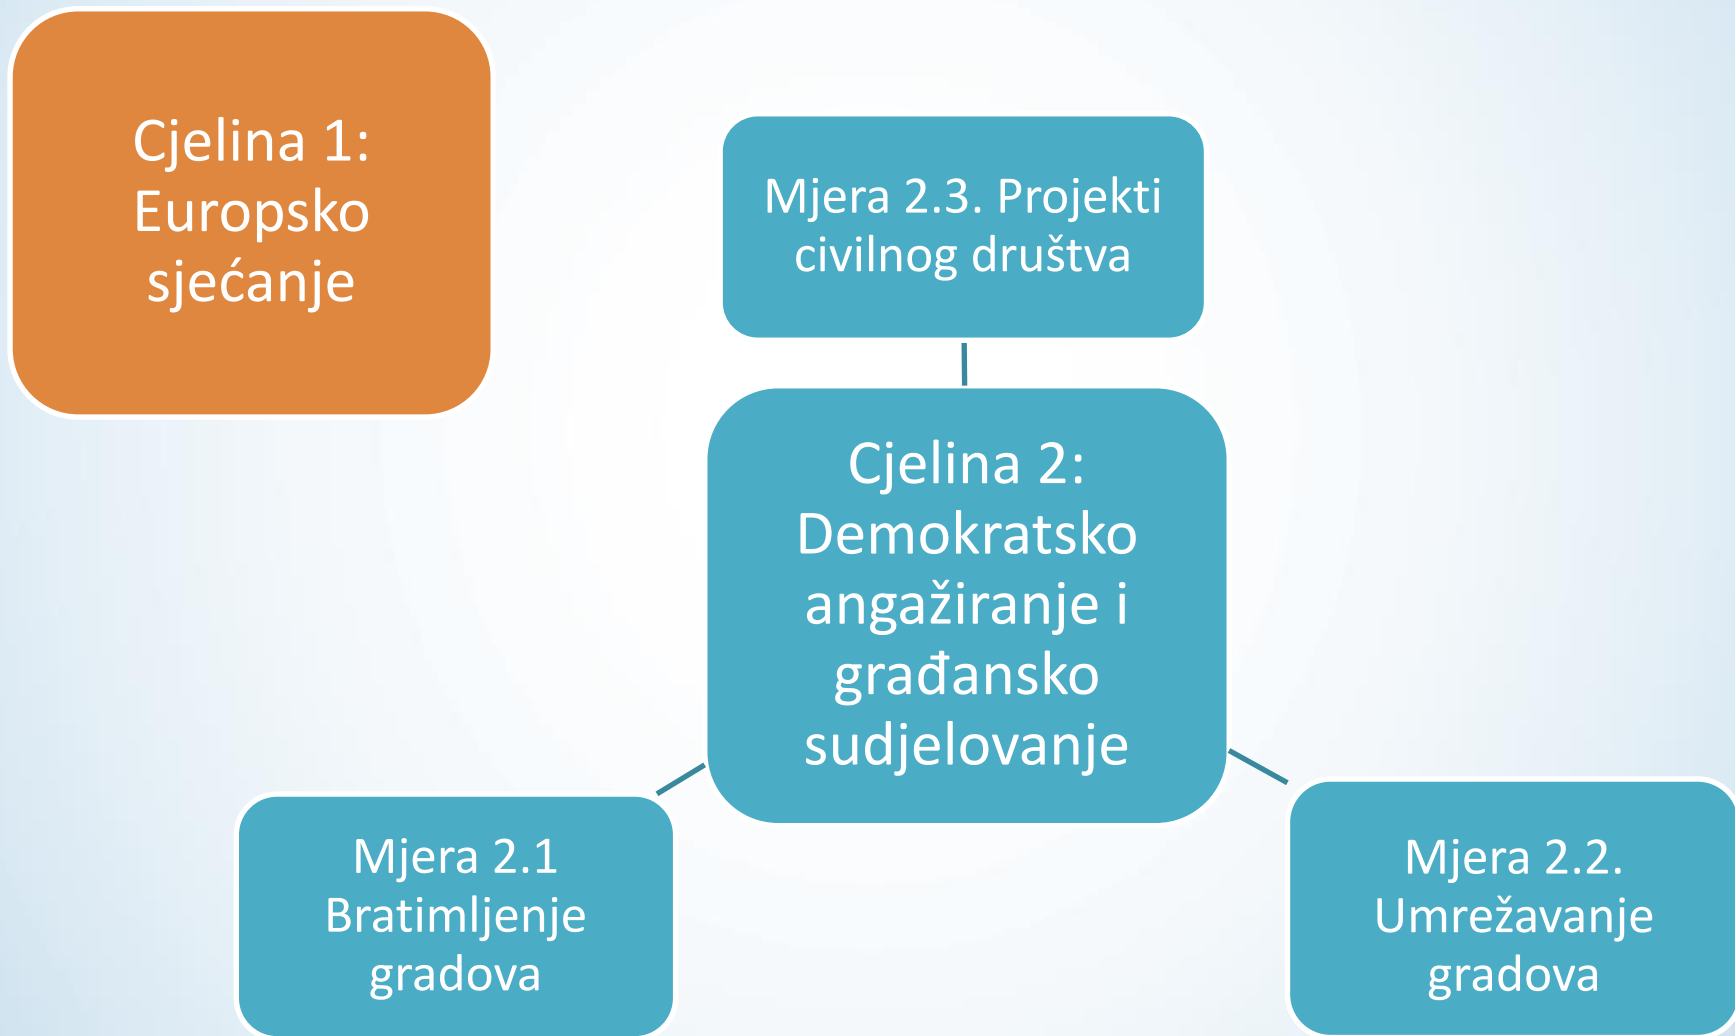 Cjelina 1:
Europsko
sjećanje
Mjera 2.3. Projekti
civilnog društva
Cjelina 2:
Demokratsko
angažiranje i
građansko
sudjelovanje
Mjera 2.1
Bratimljenje
gradova
Mjera 2.2.
Umrežavanje
gradova